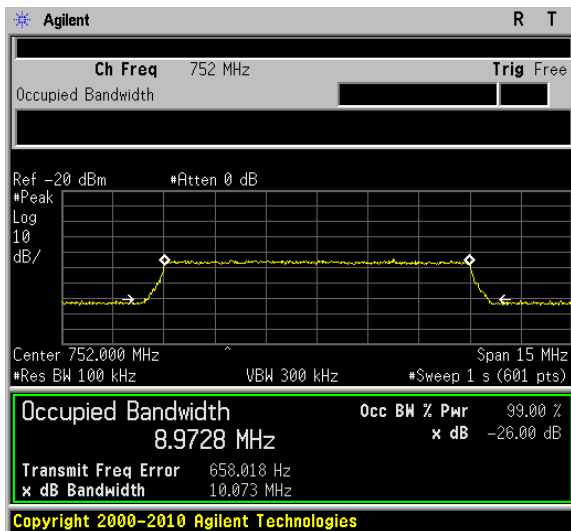 Agilent R T
Ch Freq 752 MHz Trig Free
Occupied Bandwidth
Ref -20 dBm #Atten 0 dB
#Peak
Log
10
dB/
Center 752.000 MHz ^ Span 15 MHz
#Res BW 100 kHz VBW 300 kHz #Sweep 1 s (601 pts)
Occupied Bandwidth Occ BW % Pwr 99.00 %
8.9728 MHz x dB -26.00 dB
Transmit Freq Error 658.018 Hz
x dB Bandwidth 10.073 MHz
Copyright 2000-2010 Agilent Technologies